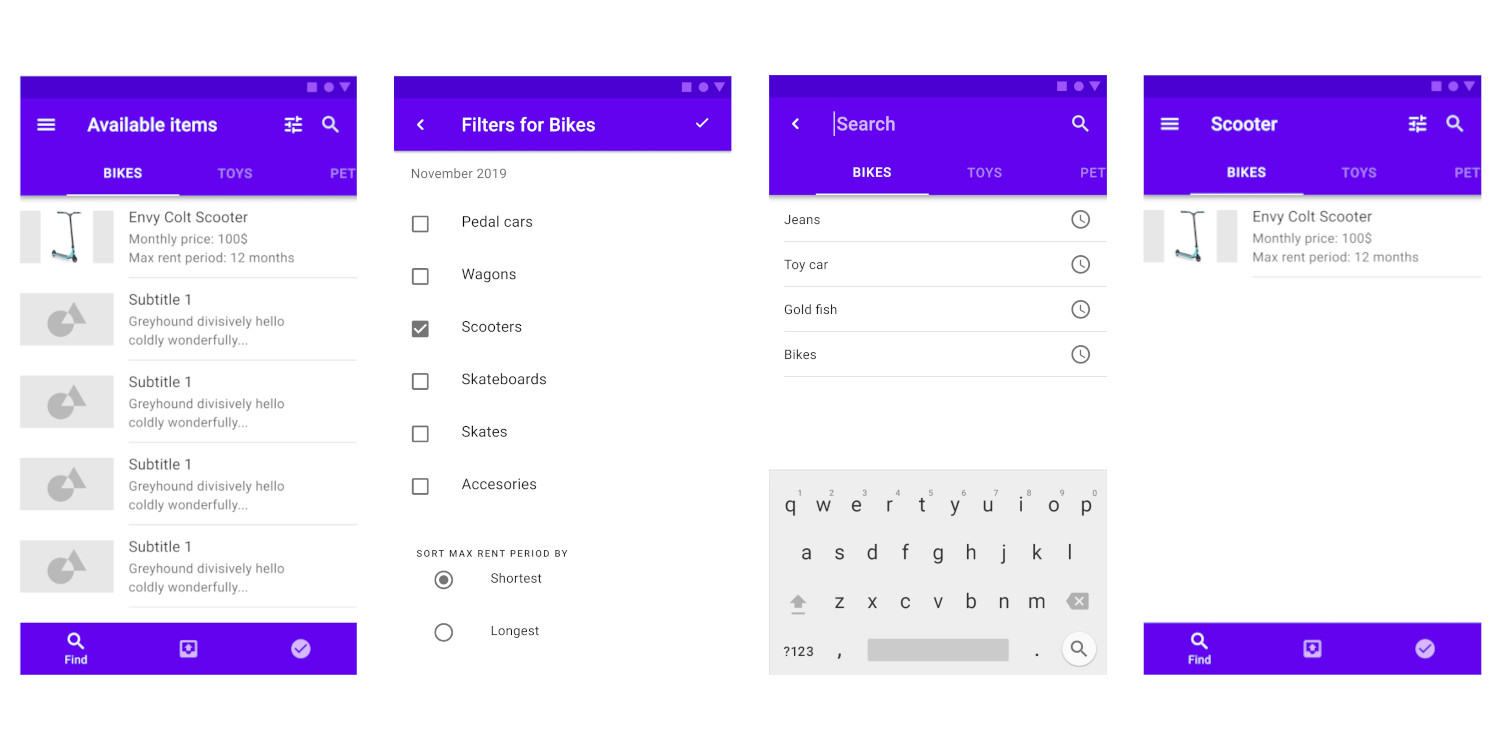 Available items
BIKES TOYS PET
Envy Colt Scooter
Monthly price: 100$
Max rent period: 12 months
Subtitle 1
Greyhound divisively hello
coldly wonderfully...
Subtitle 1
Greyhound divisively hello
coldly wonderfully...
Subtitle 1
Greyhound divisively hello
coldly wonderfully...
Subtitle 1
Greyhound divisively hello
coldly wonderfully...
Find
Filters for Bikes
November 2019
Pedal cars
Wagons
Scooters
Skateboards
Skates
Accesories
SORT MAX RENT PERIOD BY
Shortest
Longest
Search
BIKES TOYS PET
Jeans
Toy car
Gold fish
Bikes
1 2 3 4 5 6 7 8 9 0
q w e r t y u i o p
a s d f g h j k l
z x c v b n m
?123 , .
Scooter
BIKES TOYS PET
Envy Colt Scooter
Monthly price: 100$
Max rent period: 12 months
Find